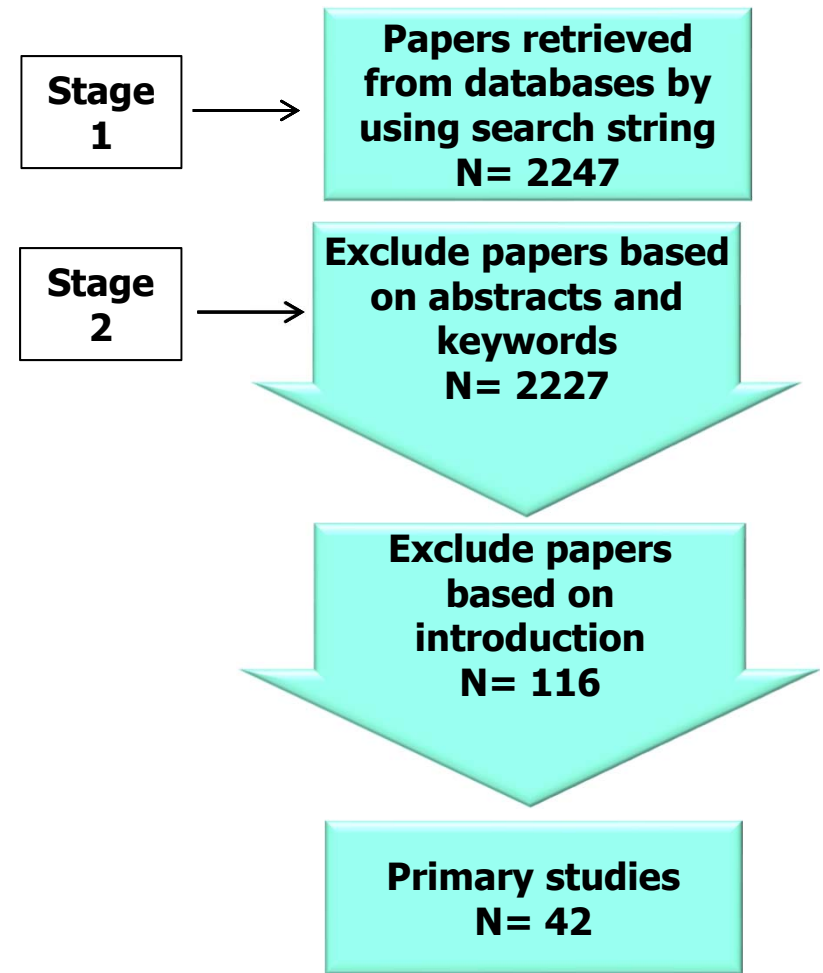 Stage
1
Papers retrieved
from databases by
using search string
N= 2247
Stage
2
Exclude papers based
on abstracts and
keywords
N= 2227
Exclude papers
based on
introduction
N= 116
Primary studies
N= 42